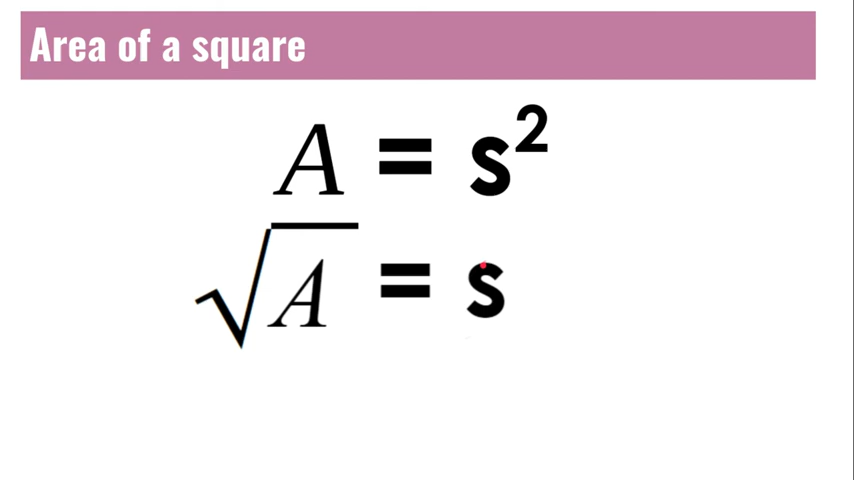 Area of a square
A = s²
√A = s